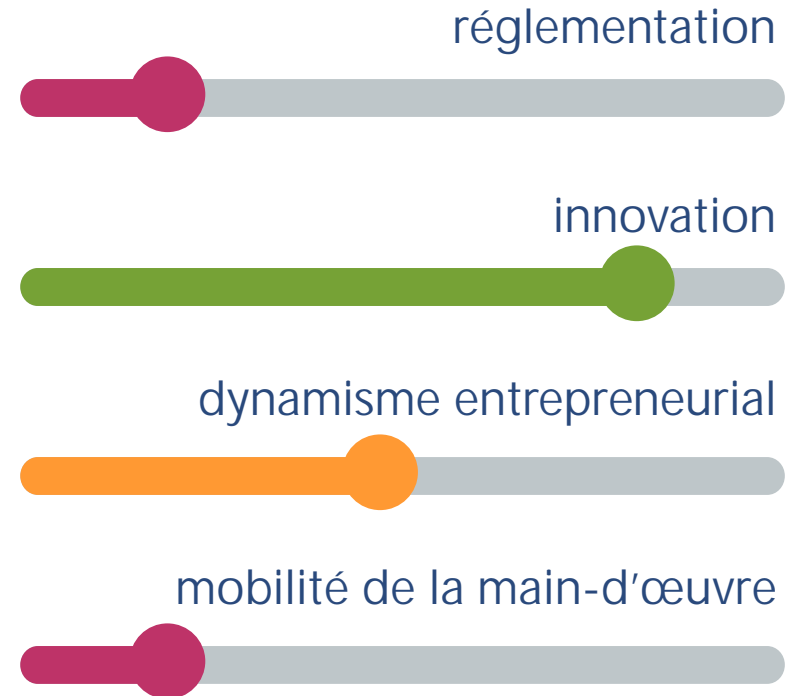 réglementation
innovation
dynamisme entrepreneurial
mobilité de la main-d'œuvre